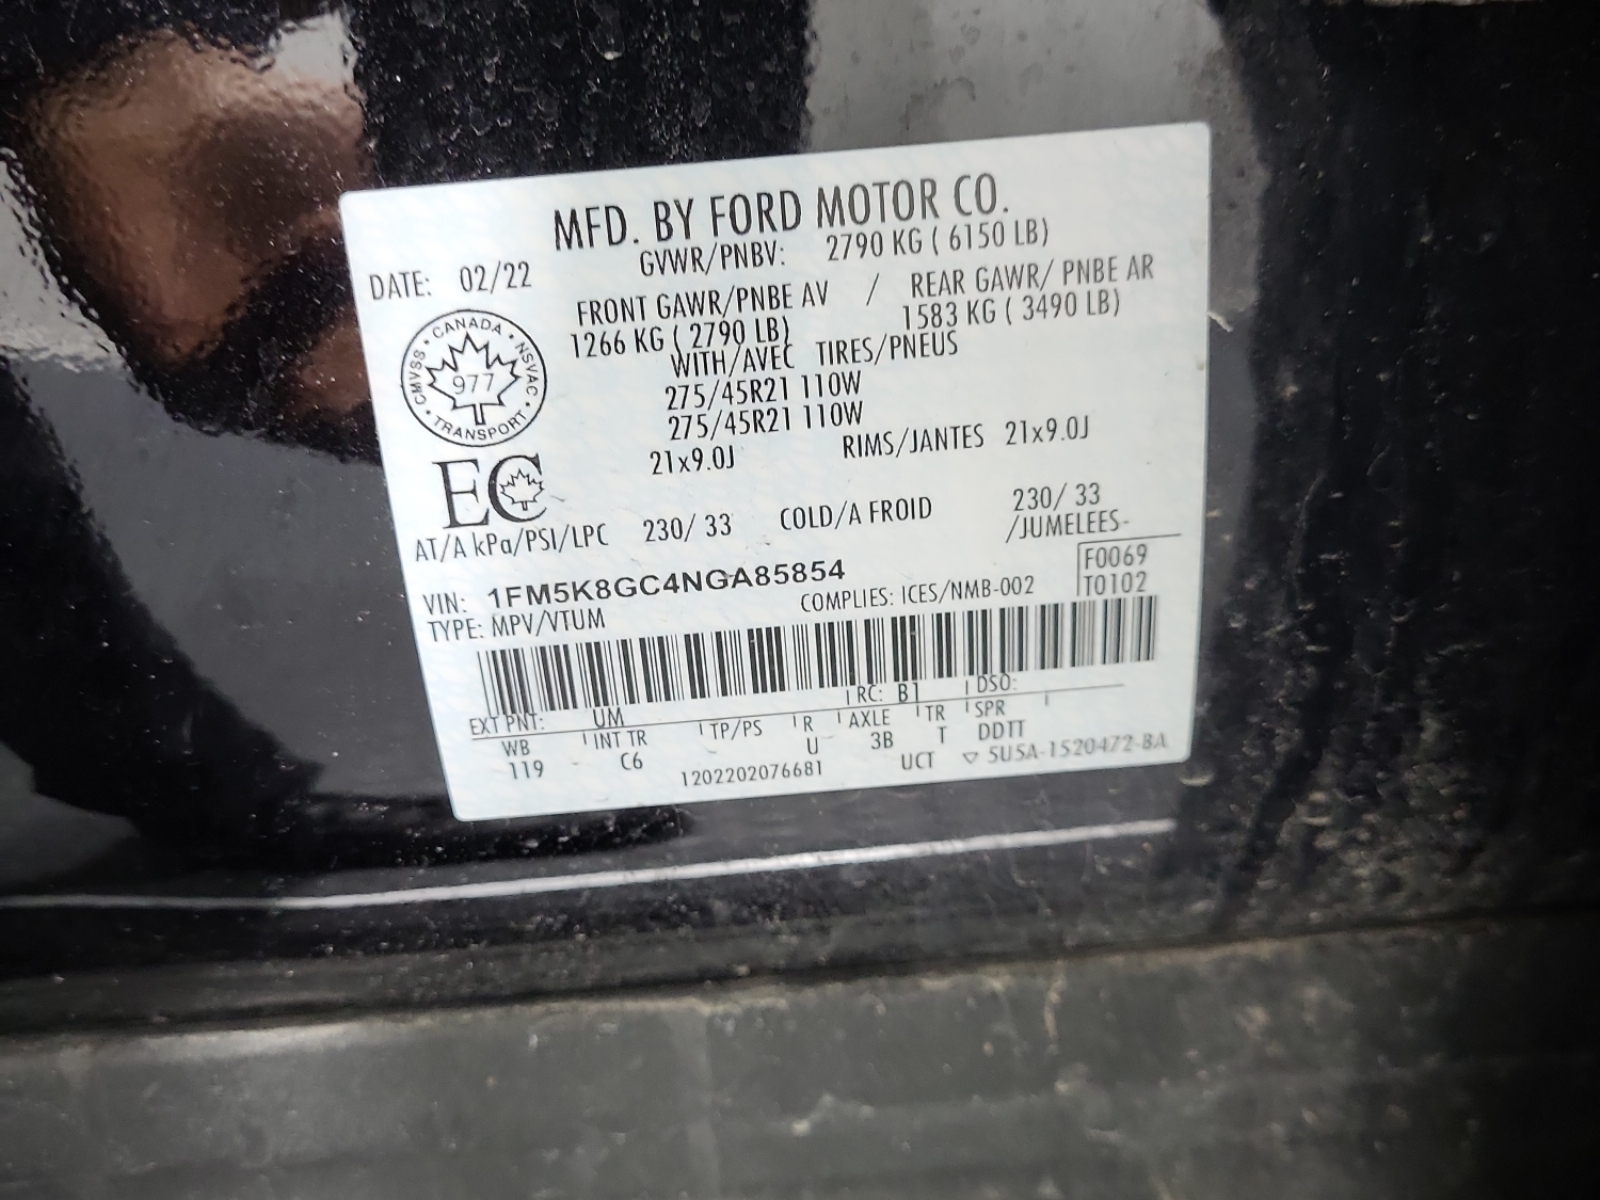 MFD. BY FORD MOTOR CO.
DATE: 02/22
GVWR/PNBV: 2790 KG ( 6150 LB)
FRONT GAWR/PNBE AV / REAR GAWR/ PNBE AR
1266 KG ( 2790 LB) 1583 KG ( 3490 LB)
WITH/AVEC TIRES/PNEUS
275/45R21 110W
275/45R21 110W
21x9.0J RIMS/JANTES 21x9.0J
CANADA
CMVSS 977 NSVAC
TRANSPORT
EC
AT/A kPa/PSI/LPC 230/ 33 COLD/A FROID 230/ 33
/JUMELEES-
VIN: 1FM5K8GC4NGA85854
F0069
TYPE: MPV/VTUM COMPLIES: ICES/NMB-002 T0102
EXT PNT: UM RC: B1 DSO:
WB INT TR TP/PS R AXLE TR SPR
119 C6 U 3B T DDTT
1202202076681 UCT ▽ 5U5A-1520472-BA